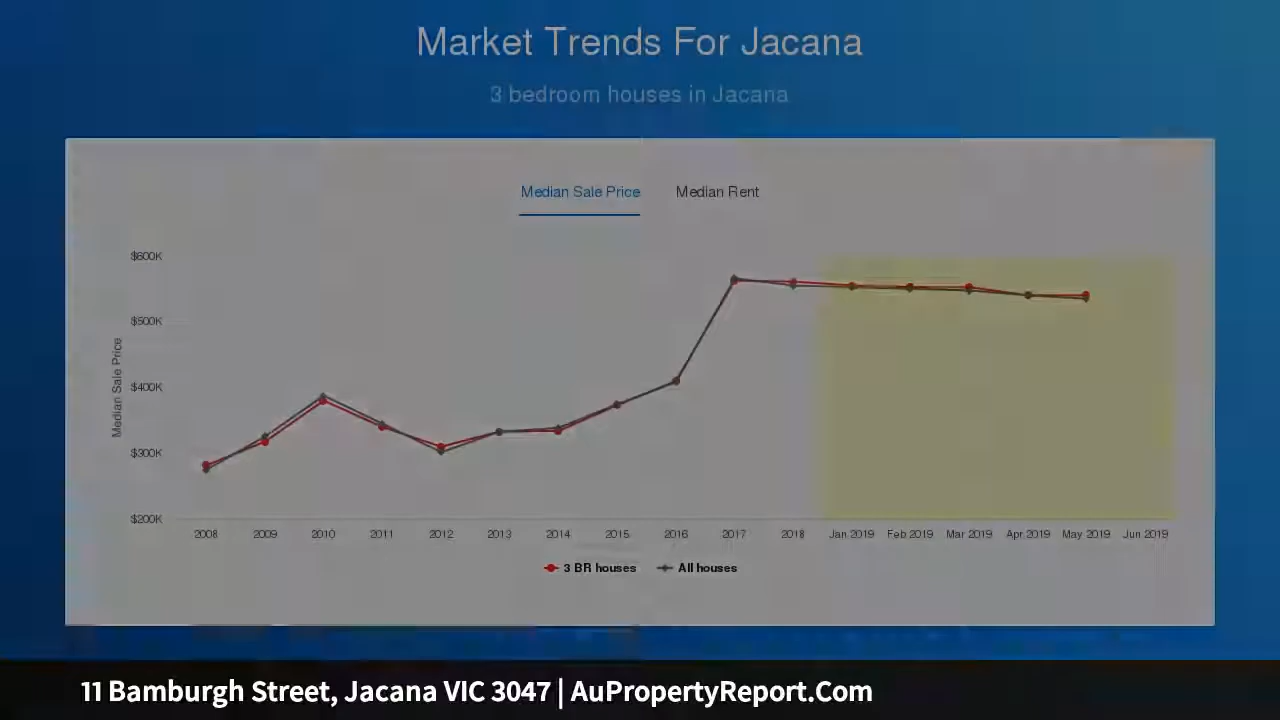 Market Trends For Jacana
3 bedroom houses in Jacana
Median Sale Price Median Rent
Median Sale Price
$600K
$500K
$400K
$300K
$200K
2008 2009 2010 2011 2012 2013 2014 2015 2016 2017 2018 Jan 2019 Feb 2019 Mar 2019 Apr 2019 May 2019 Jun 2019
3 BR houses All houses
11 Bamburgh Street, Jacana VIC 3047 | AuPropertyReport.Com